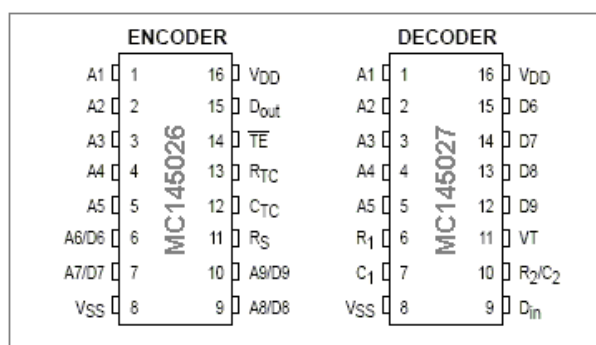 ENCODER
A1 1 16 VDD
A2 2 15 Dout
A3 3 14 T̅E̅
A4 4 13 RTC
A5 5 12 CTC
A6/D6 6 11 RS
A7/D7 7 10 A9/D9
VSS 8 9 A8/D8
MC145026
DECODER
A1 1 16 VDD
A2 2 15 D6
A3 3 14 D7
A4 4 13 D8
A5 5 12 D9
R1 6 11 VT
C1 7 10 R2/C2
VSS 8 9 Din
MC145027